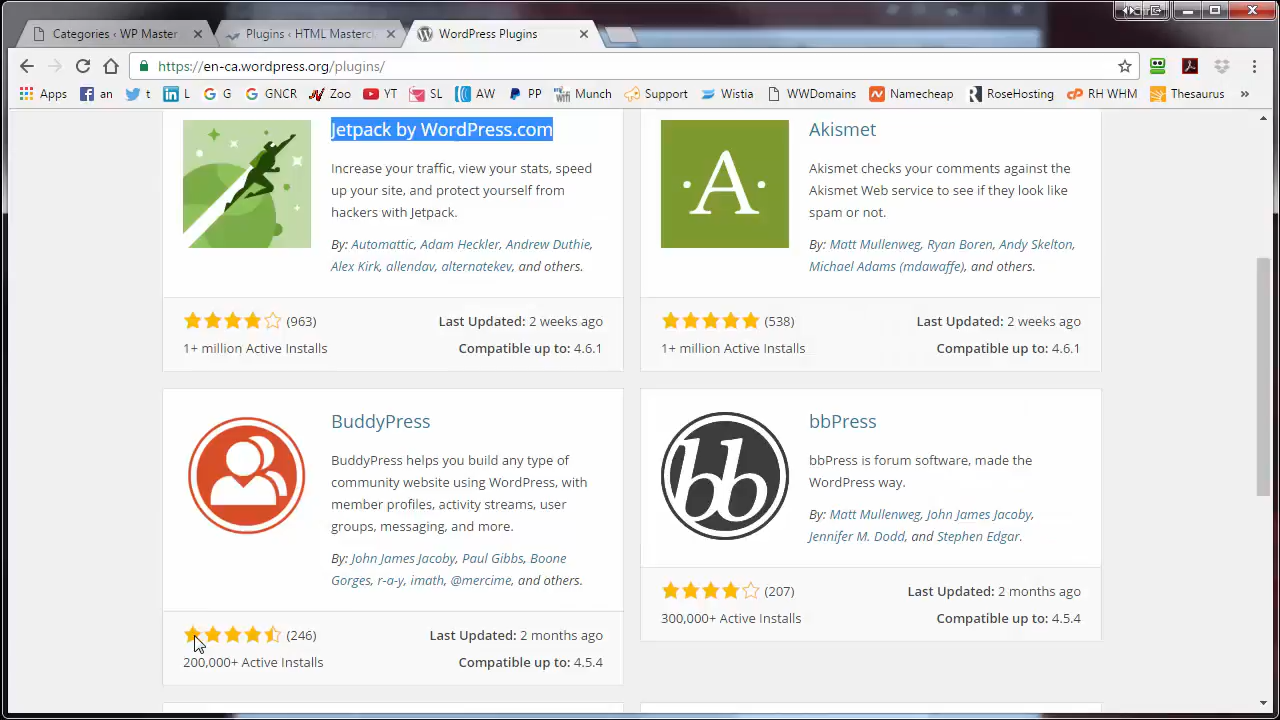 Categories ‹ WP Master
Plugins ‹ HTML Masterc
WordPress Plugins
https://en-ca.wordpress.org/plugins/
Apps
an
t
L
G
GNCR
Zoo
YT
SL
AW
PP
Munch
Support
Wistia
WWDomains
Namecheap
RoseHosting
RH WHM
Thesaurus
»
Jetpack by WordPress.com
Increase your traffic, view your stats, speed
up your site, and protect yourself from
hackers with Jetpack.
By: Automattic, Adam Heckler, Andrew Duthie,
Alex Kirk, allendav, alternatekev, and others.
(963)
Last Updated: 2 weeks ago
1+ million Active Installs
Compatible up to: 4.6.1
A
Akismet
Akismet checks your comments against the
Akismet Web service to see if they look like
spam or not.
By: Matt Mullenweg, Ryan Boren, Andy Skelton,
Michael Adams (mdawaffe), and others.
(538)
Last Updated: 2 weeks ago
1+ million Active Installs
Compatible up to: 4.6.1
BuddyPress
BuddyPress helps you build any type of
community website using WordPress, with
member profiles, activity streams, user
groups, messaging, and more.
By: John James Jacoby, Paul Gibbs, Boone
Gorges, r-a-y, imath, @mercime, and others.
(246)
Last Updated: 2 months ago
200,000+ Active Installs
Compatible up to: 4.5.4
bb
bbPress
bbPress is forum software, made the
WordPress way.
By: Matt Mullenweg, John James Jacoby,
Jennifer M. Dodd, and Stephen Edgar.
(207)
Last Updated: 2 months ago
300,000+ Active Installs
Compatible up to: 4.5.4